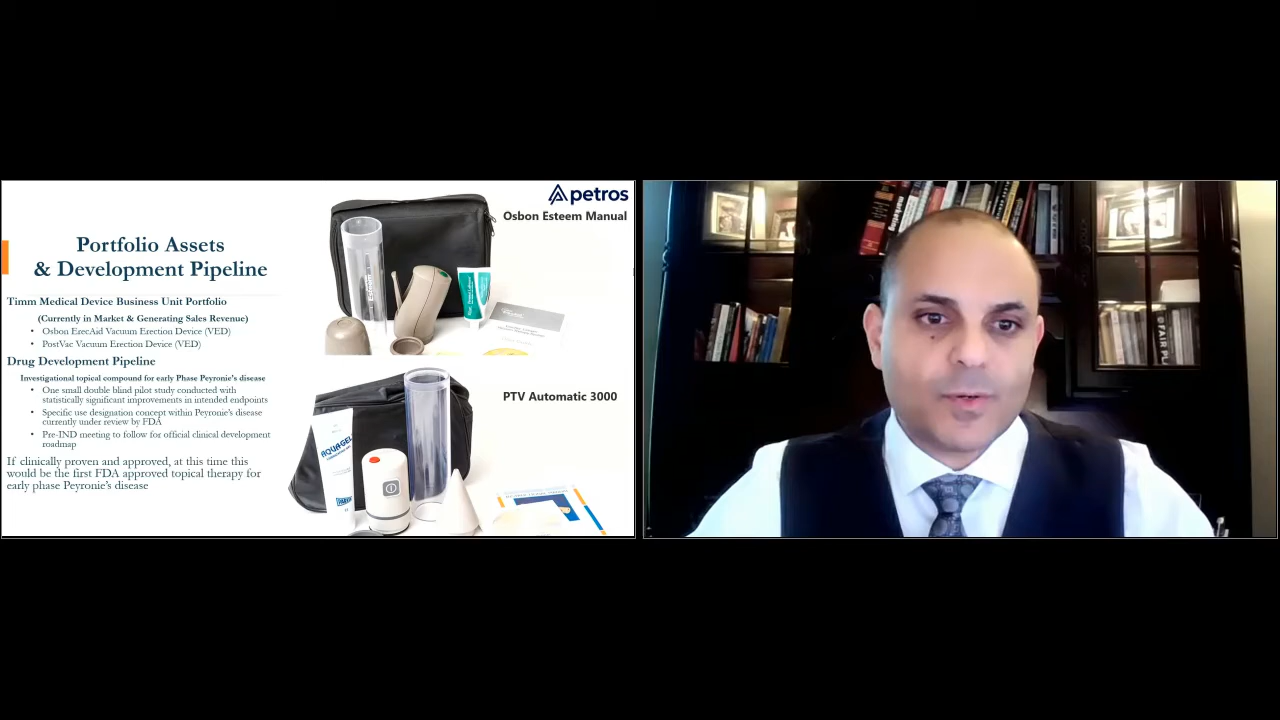 petros
Osbon Esteem Manual
Portfolio Assets
& Development Pipeline
Timm Medical Device Business Unit Portfolio
(Currently in Market & Generating Sales Revenue)
• Osbon ErecAid Vacuum Erection Device (VED)
• PostVac Vacuum Erection Device (VED)
Drug Development Pipeline
Investigational topical compound for early Phase Peyronie's disease
• One small double blind pilot study conducted with
statistically significant improvements in intended endpoints
• Specific use designation concept within Peyronie's disease
currently under review by FDA
• Pre-IND meeting to follow for official clinical development
roadmap
If clinically proven and approved, at this time this
would be the first FDA approved topical therapy for
early phase Peyronie's disease
Esteem
PTV Automatic 3000
AQUAGEL
marketing
FAIR PLAY